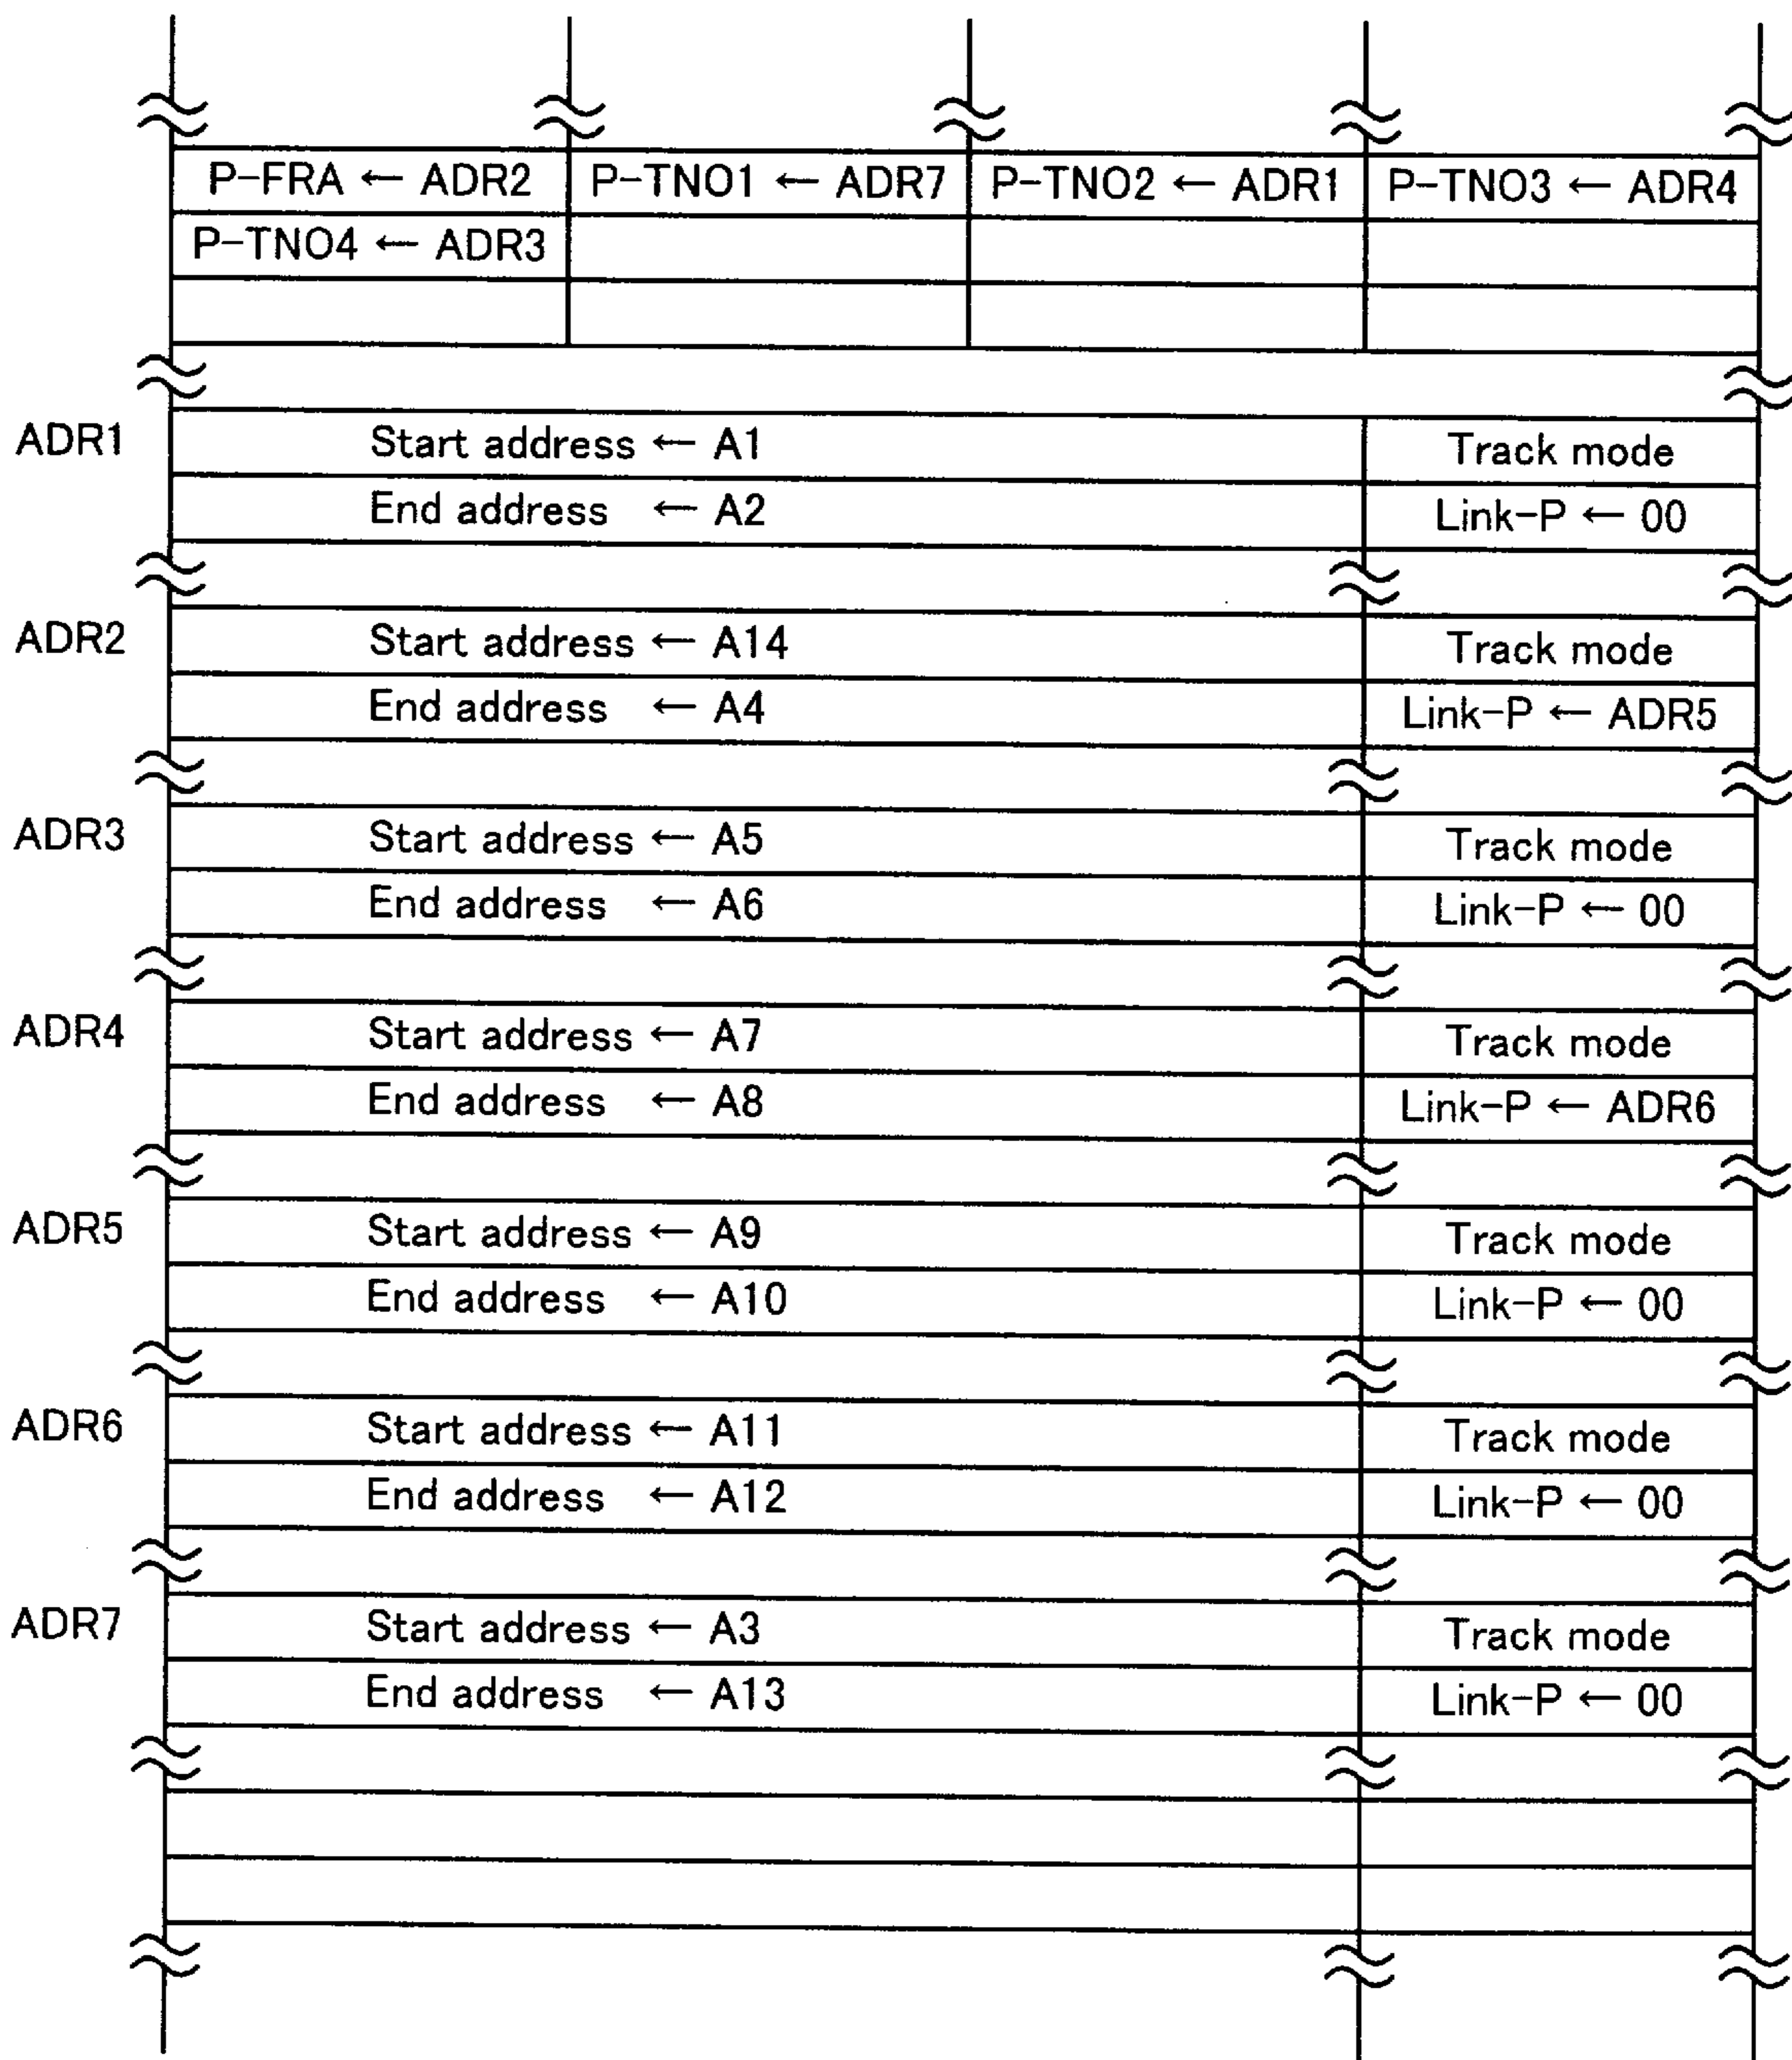 P-FRA ← ADR2 P-TNO1 ← ADR7 P-TNO2 ← ADR1 P-TNO3 ← ADR4
P-TNO4 ← ADR3
ADR1 Start address ← A1 Track mode
End address ← A2 Link-P ← 00
ADR2 Start address ← A14 Track mode
End address ← A4 Link-P ← ADR5
ADR3 Start address ← A5 Track mode
End address ← A6 Link-P ← 00
ADR4 Start address ← A7 Track mode
End address ← A8 Link-P ← ADR6
ADR5 Start address ← A9 Track mode
End address ← A10 Link-P ← 00
ADR6 Start address ← A11 Track mode
End address ← A12 Link-P ← 00
ADR7 Start address ← A3 Track mode
End address ← A13 Link-P ← 00